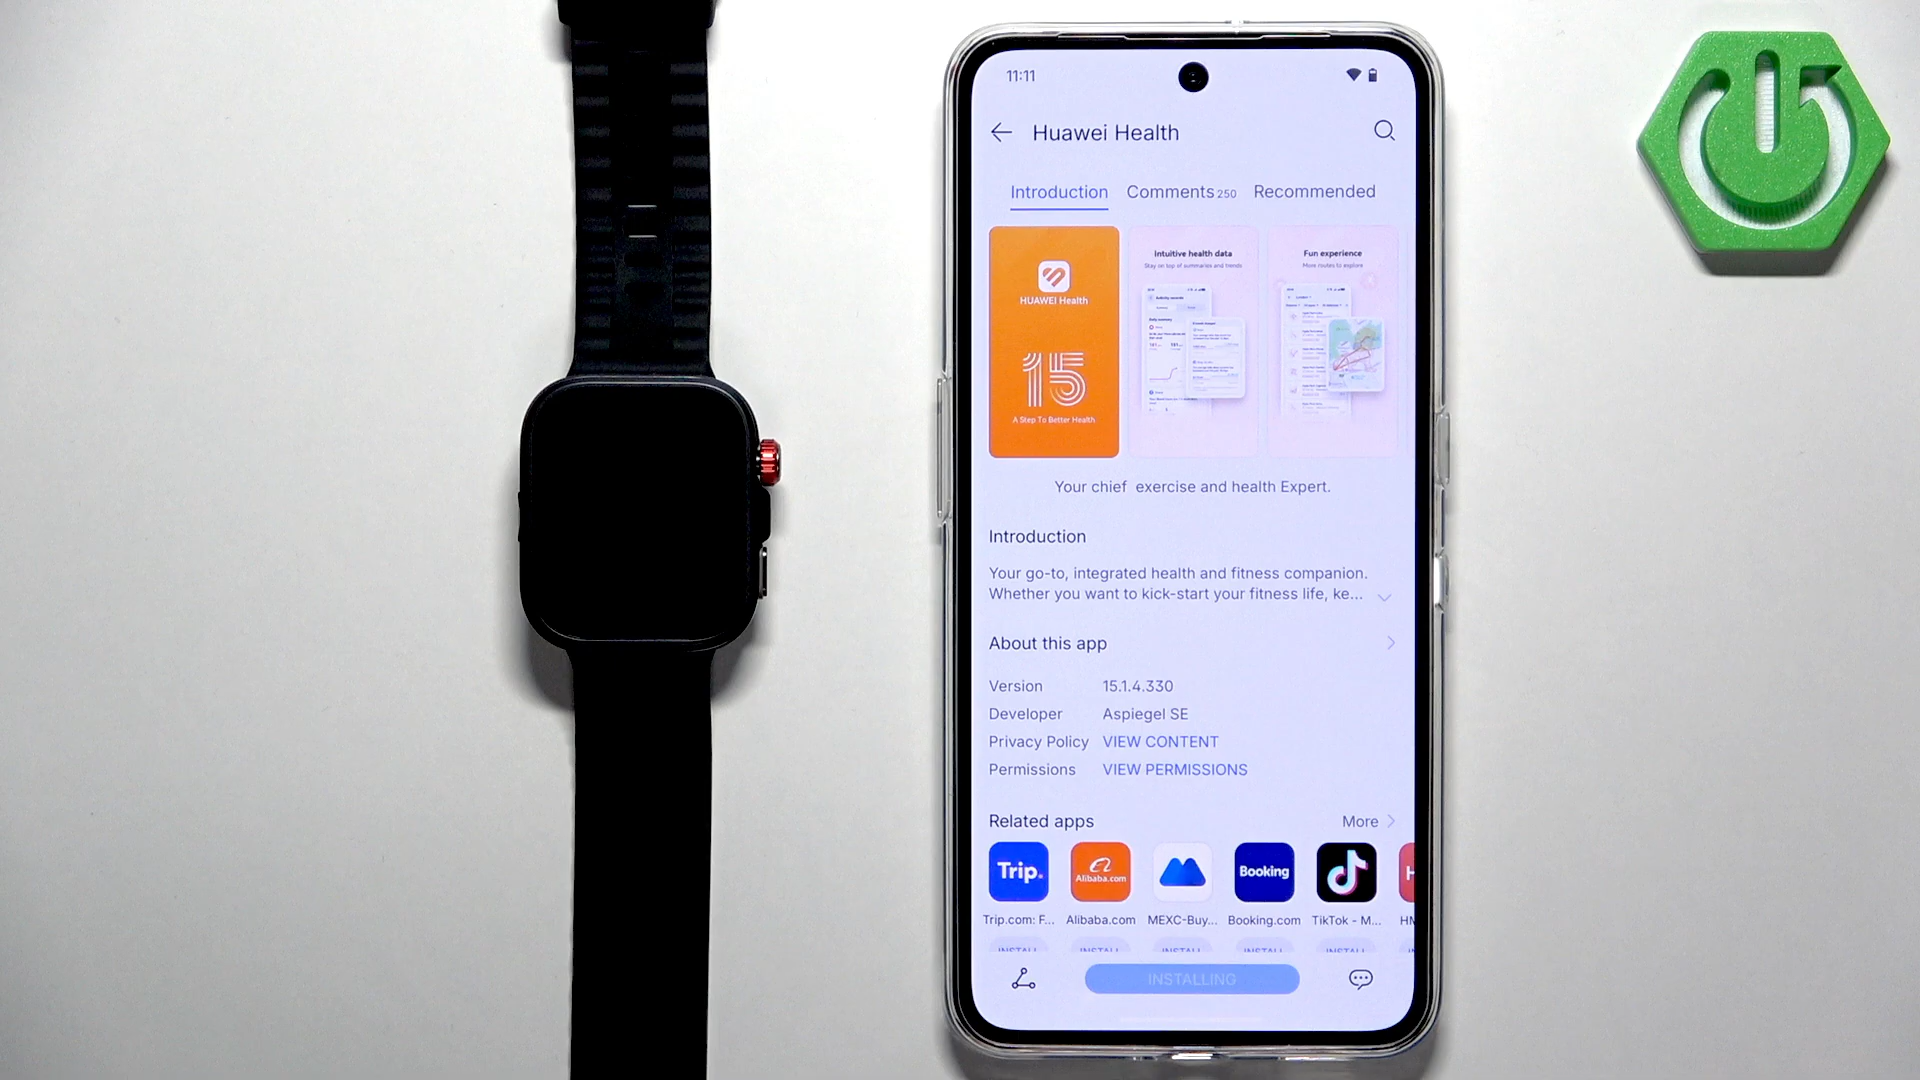 11:11
Huawei Health
Introduction Comments 250 Recommended
HUAWEI Health
15
A Step To Better Health
Intuitive health data
Stay on top of summaries and trends
Fun experience
More routes to explore
Your chief exercise and health Expert.
Introduction
Your go-to, integrated health and fitness companion.
Whether you want to kick-start your fitness life, ke...
About this app
Version 15.1.4.330
Developer Aspiegel SE
Privacy Policy VIEW CONTENT
Permissions VIEW PERMISSIONS
Related apps More
Trip.
Alibaba.com
Booking
Trip.com: F... Alibaba.com MEXC-Buy... Booking.com TikTok - M... HM
INSTALL INSTALL INSTALL INSTALL INSTALL
INSTALLING